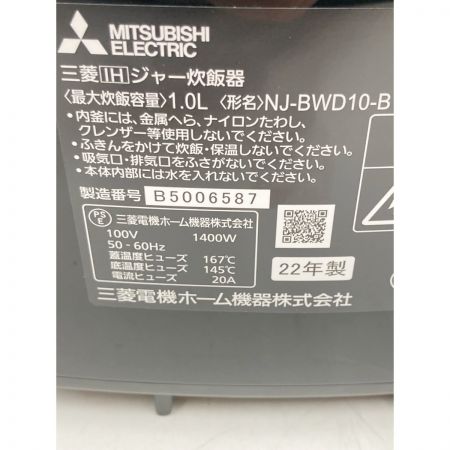 MITSUBISHI
ELECTRIC
三菱IHジャー炊飯器
〈最大炊飯容量〉1.0L 〈形名〉NJ-BWD10-B
・内釜には、金属へら、ナイロンたわし、
クレンザー等使用しないでください。
・ふきんをかけて炊飯・保温しないでください。
・吸気口・排気口をふさがないでください。
・本体内部には水を入れないでください。
製造番号 B5006587
PSE 三菱電機ホーム機器株式会社
100V 1400W
50-60Hz
蓋温度ヒューズ 167℃
底温度ヒューズ 145℃
電流ヒューズ 20A
22年製
三菱電機ホーム機器株式会社